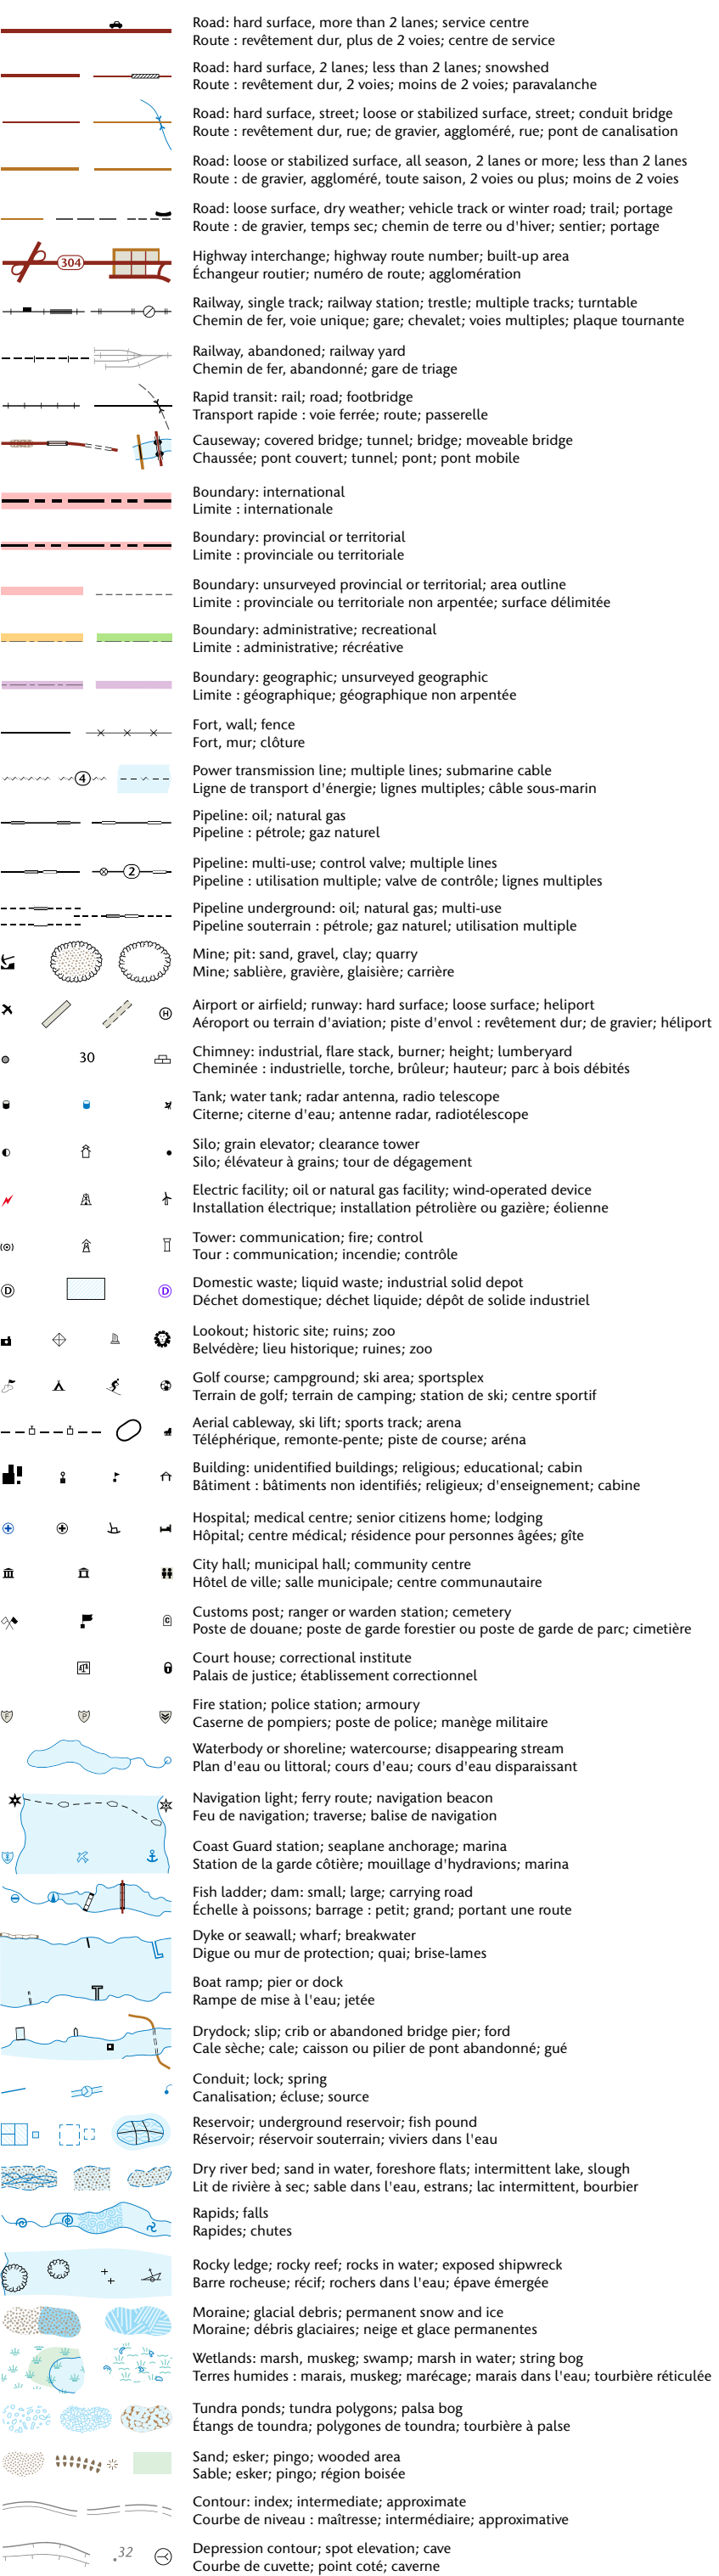 Road: hard surface, more than 2 lanes; service centre
Route : revêtement dur, plus de 2 voies; centre de service
Road: hard surface, 2 lanes; less than 2 lanes; snowshed
Route : revêtement dur, 2 voies; moins de 2 voies; paravalanche
Road: hard surface, street; loose or stabilized surface, street; conduit bridge
Route : revêtement dur, rue; de gravier, aggloméré, rue; pont de canalisation
Road: loose or stabilized surface, all season, 2 lanes or more; less than 2 lanes
Route : de gravier, aggloméré, toute saison, 2 voies ou plus; moins de 2 voies
Road: loose surface, dry weather; vehicle track or winter road; trail; portage
Route : de gravier, temps sec; chemin de terre ou d'hiver; sentier; portage
304
Highway interchange; highway route number; built-up area
Échangeur routier; numéro de route; agglomération
Railway, single track; railway station; trestle; multiple tracks; turntable
Chemin de fer, voie unique; gare; chevalet; voies multiples; plaque tournante
Railway, abandoned; railway yard
Chemin de fer, abandonné; gare de triage
Rapid transit: rail; road; footbridge
Transport rapide : voie ferrée; route; passerelle
Causeway; covered bridge; tunnel; bridge; moveable bridge
Chaussée; pont couvert; tunnel; pont; pont mobile
Boundary: international
Limite : internationale
Boundary: provincial or territorial
Limite : provinciale ou territoriale
Boundary: unsurveyed provincial or territorial; area outline
Limite : provinciale ou territoriale non arpentée; surface délimitée
Boundary: administrative; recreational
Limite : administrative; récréative
Boundary: geographic; unsurveyed geographic
Limite : géographique; géographique non arpentée
Fort, wall; fence
Fort, mur; clôture
4
Power transmission line; multiple lines; submarine cable
Ligne de transport d'énergie; lignes multiples; câble sous-marin
Pipeline: oil; natural gas
Pipeline : pétrole; gaz naturel
2
Pipeline: multi-use; control valve; multiple lines
Pipeline : utilisation multiple; valve de contrôle; lignes multiples
Pipeline underground: oil; natural gas; multi-use
Pipeline souterrain : pétrole; gaz naturel; utilisation multiple
Mine; pit: sand, gravel, clay; quarry
Mine; sablière, gravière, glaisière; carrière
H
Airport or airfield; runway: hard surface; loose surface; heliport
Aéroport ou terrain d'aviation; piste d'envol : revêtement dur; de gravier; héliport
30
Chimney: industrial, flare stack, burner; height; lumberyard
Cheminée : industrielle, torche, brûleur; hauteur; parc à bois débités
Tank; water tank; radar antenna, radio telescope
Citerne; citerne d'eau; antenne radar, radiotélescope
Silo; grain elevator; clearance tower
Silo; élévateur à grains; tour de dégagement
Electric facility; oil or natural gas facility; wind-operated device
Installation électrique; installation pétrolière ou gazière; éolienne
Tower: communication; fire; control
Tour : communication; incendie; contrôle
D D
Domestic waste; liquid waste; industrial solid depot
Déchet domestique; déchet liquide; dépôt de solide industriel
Lookout; historic site; ruins; zoo
Belvédère; lieu historique; ruines; zoo
Golf course; campground; ski area; sportsplex
Terrain de golf; terrain de camping; station de ski; centre sportif
Aerial cableway, ski lift; sports track; arena
Téléphérique, remonte-pente; piste de course; aréna
Building: unidentified buildings; religious; educational; cabin
Bâtiment : bâtiments non identifiés; religieux; d'enseignement; cabine
Hospital; medical centre; senior citizens home; lodging
Hôpital; centre médical; résidence pour personnes âgées; gîte
City hall; municipal hall; community centre
Hôtel de ville; salle municipale; centre communautaire
C
Customs post; ranger or warden station; cemetery
Poste de douane; poste de garde forestier ou poste de garde de parc; cimetière
Court house; correctional institute
Palais de justice; établissement correctionnel
F P
Fire station; police station; armoury
Caserne de pompiers; poste de police; manège militaire
Waterbody or shoreline; watercourse; disappearing stream
Plan d'eau ou littoral; cours d'eau; cours d'eau disparaissant
Navigation light; ferry route; navigation beacon
Feu de navigation; traverse; balise de navigation
Coast Guard station; seaplane anchorage; marina
Station de la garde côtière; mouillage d'hydravions; marina
Fish ladder; dam: small; large; carrying road
Échelle à poissons; barrage : petit; grand; portant une route
Dyke or seawall; wharf; breakwater
Digue ou mur de protection; quai; brise-lames
Boat ramp; pier or dock
Rampe de mise à l'eau; jetée
Drydock; slip; crib or abandoned bridge pier; ford
Cale sèche; cale; caisson ou pilier de pont abandonné; gué
Conduit; lock; spring
Canalisation; écluse; source
Reservoir; underground reservoir; fish pound
Réservoir; réservoir souterrain; viviers dans l'eau
Dry river bed; sand in water, foreshore flats; intermittent lake, slough
Lit de rivière à sec; sable dans l'eau, estrans; lac intermittent, bourbier
Rapids; falls
Rapides; chutes
Rocky ledge; rocky reef; rocks in water; exposed shipwreck
Barre rocheuse; récif; rochers dans l'eau; épave émergée
Moraine; glacial debris; permanent snow and ice
Moraine; débris glaciaires; neige et glace permanentes
Wetlands: marsh, muskeg; swamp; marsh in water; string bog
Terres humides : marais, muskeg; marécage; marais dans l'eau; tourbière réticulée
Tundra ponds; tundra polygons; palsa bog
Étangs de toundra; polygones de toundra; tourbière à palse
Sand; esker; pingo; wooded area
Sable; esker; pingo; région boisée
Contour: index; intermediate; approximate
Courbe de niveau : maîtresse; intermédiaire; approximative
.32
Depression contour; spot elevation; cave
Courbe de cuvette; point coté; caverne